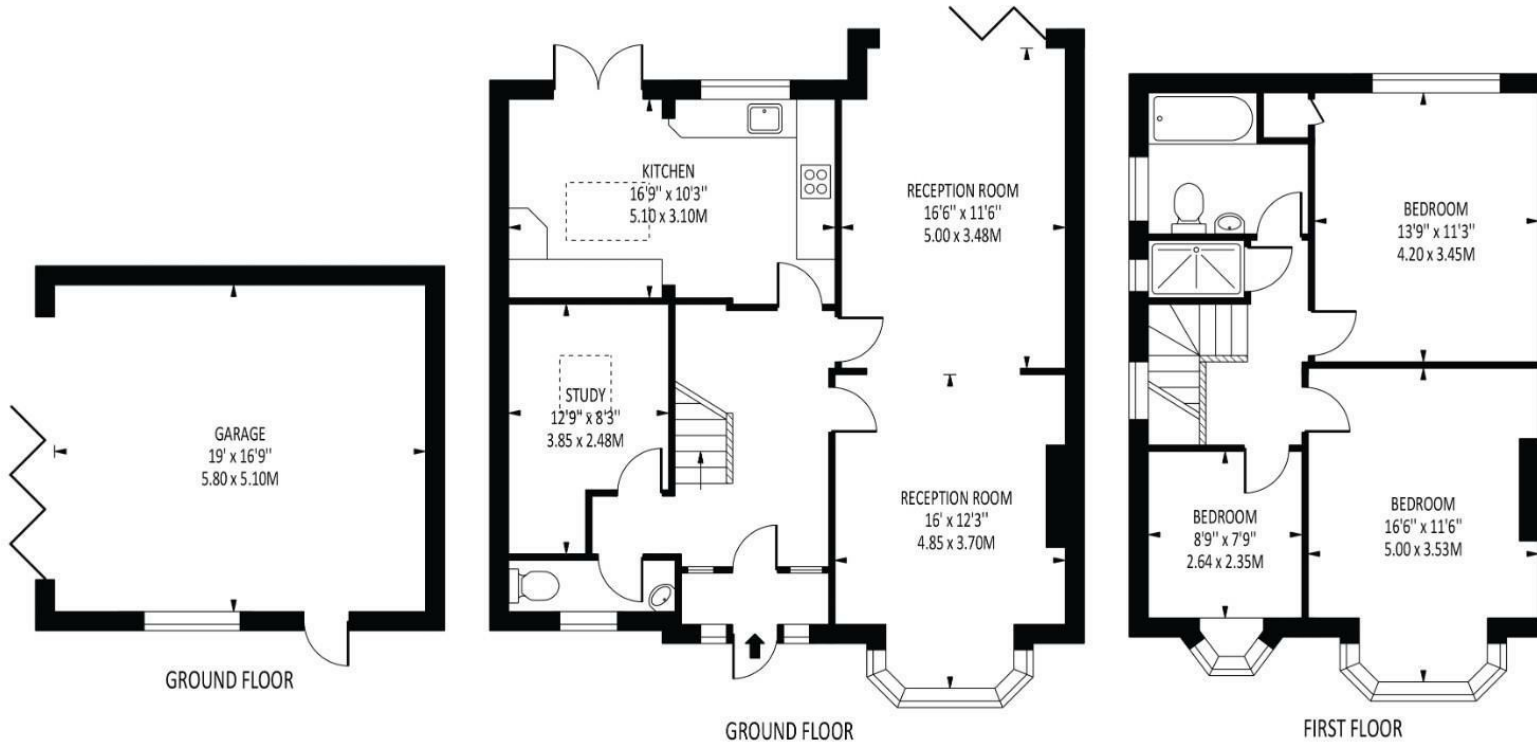 GARAGE
19' x 16'9"
5.80 x 5.10M
GROUND FLOOR
KITCHEN
16'9" x 10'3"
5.10 x 3.10M
STUDY
12'9" x 8'3"
3.85 x 2.48M
RECEPTION ROOM
16'6" x 11'6"
5.00 x 3.48M
RECEPTION ROOM
16' x 12'3"
4.85 x 3.70M
GROUND FLOOR
BEDROOM
13'9" x 11'3"
4.20 x 3.45M
BEDROOM
8'9" x 7'9"
2.64 x 2.35M
BEDROOM
16'6" x 11'6"
5.00 x 3.53M
FIRST FLOOR